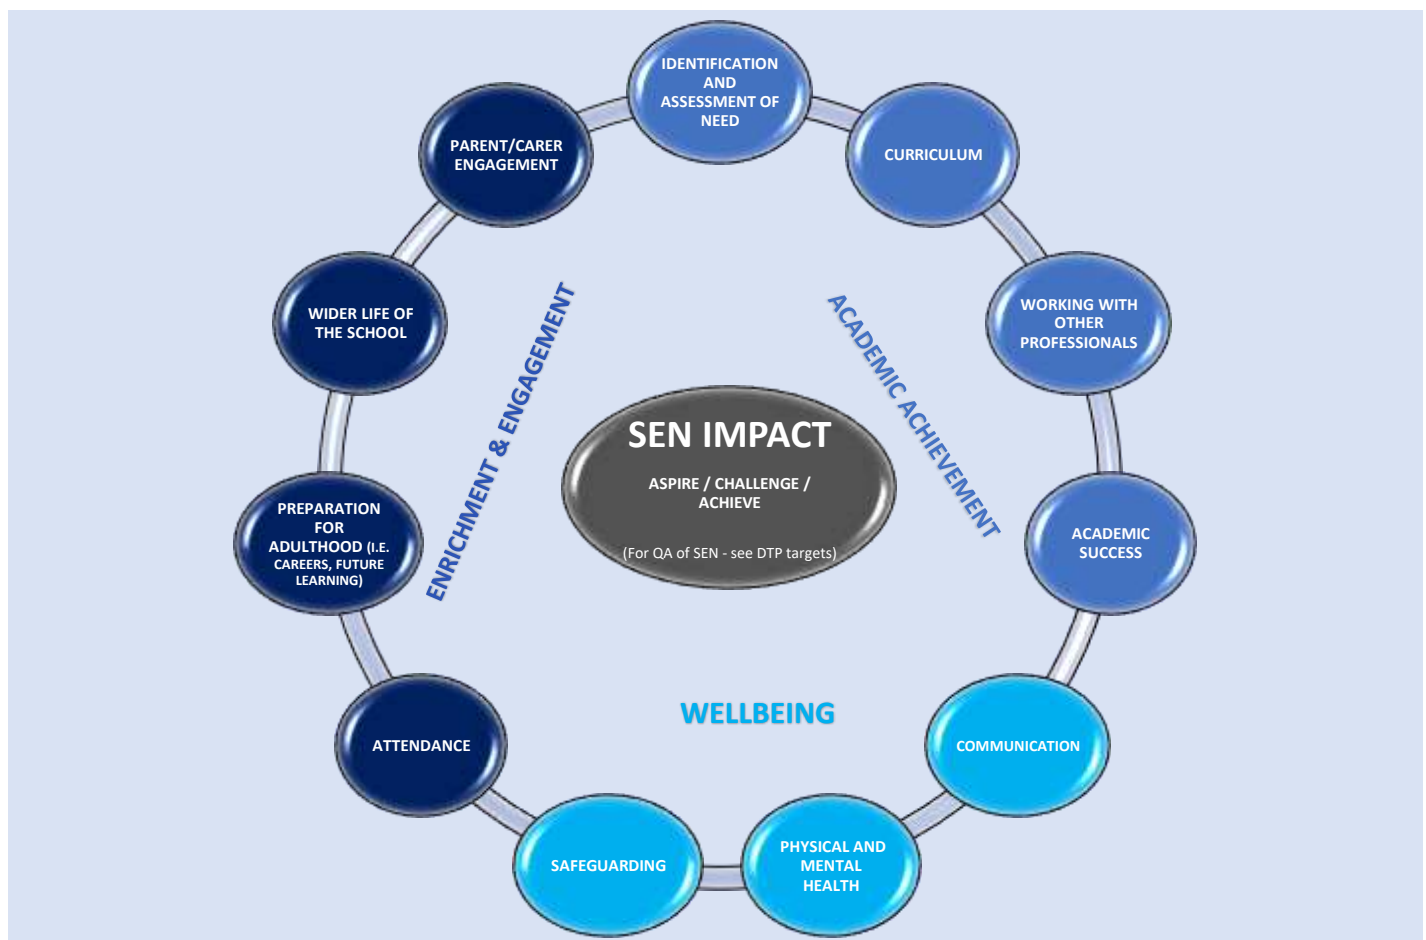 IDENTIFICATION
AND
ASSESSMENT OF
NEED
CURRICULUM
WORKING WITH
OTHER
PROFESSIONALS
ACADEMIC
SUCCESS
COMMUNICATION
PHYSICAL AND
MENTAL
HEALTH
SAFEGUARDING
ATTENDANCE
PREPARATION
FOR
ADULTHOOD (I.E.
CAREERS, FUTURE
LEARNING)
WIDER LIFE OF
THE SCHOOL
PARENT/CARER
ENGAGEMENT
ENRICHMENT & ENGAGEMENT
ACADEMIC ACHIEVEMENT
WELLBEING
SEN IMPACT
ASPIRE / CHALLENGE /
ACHIEVE
(For QA of SEN - see DTP targets)